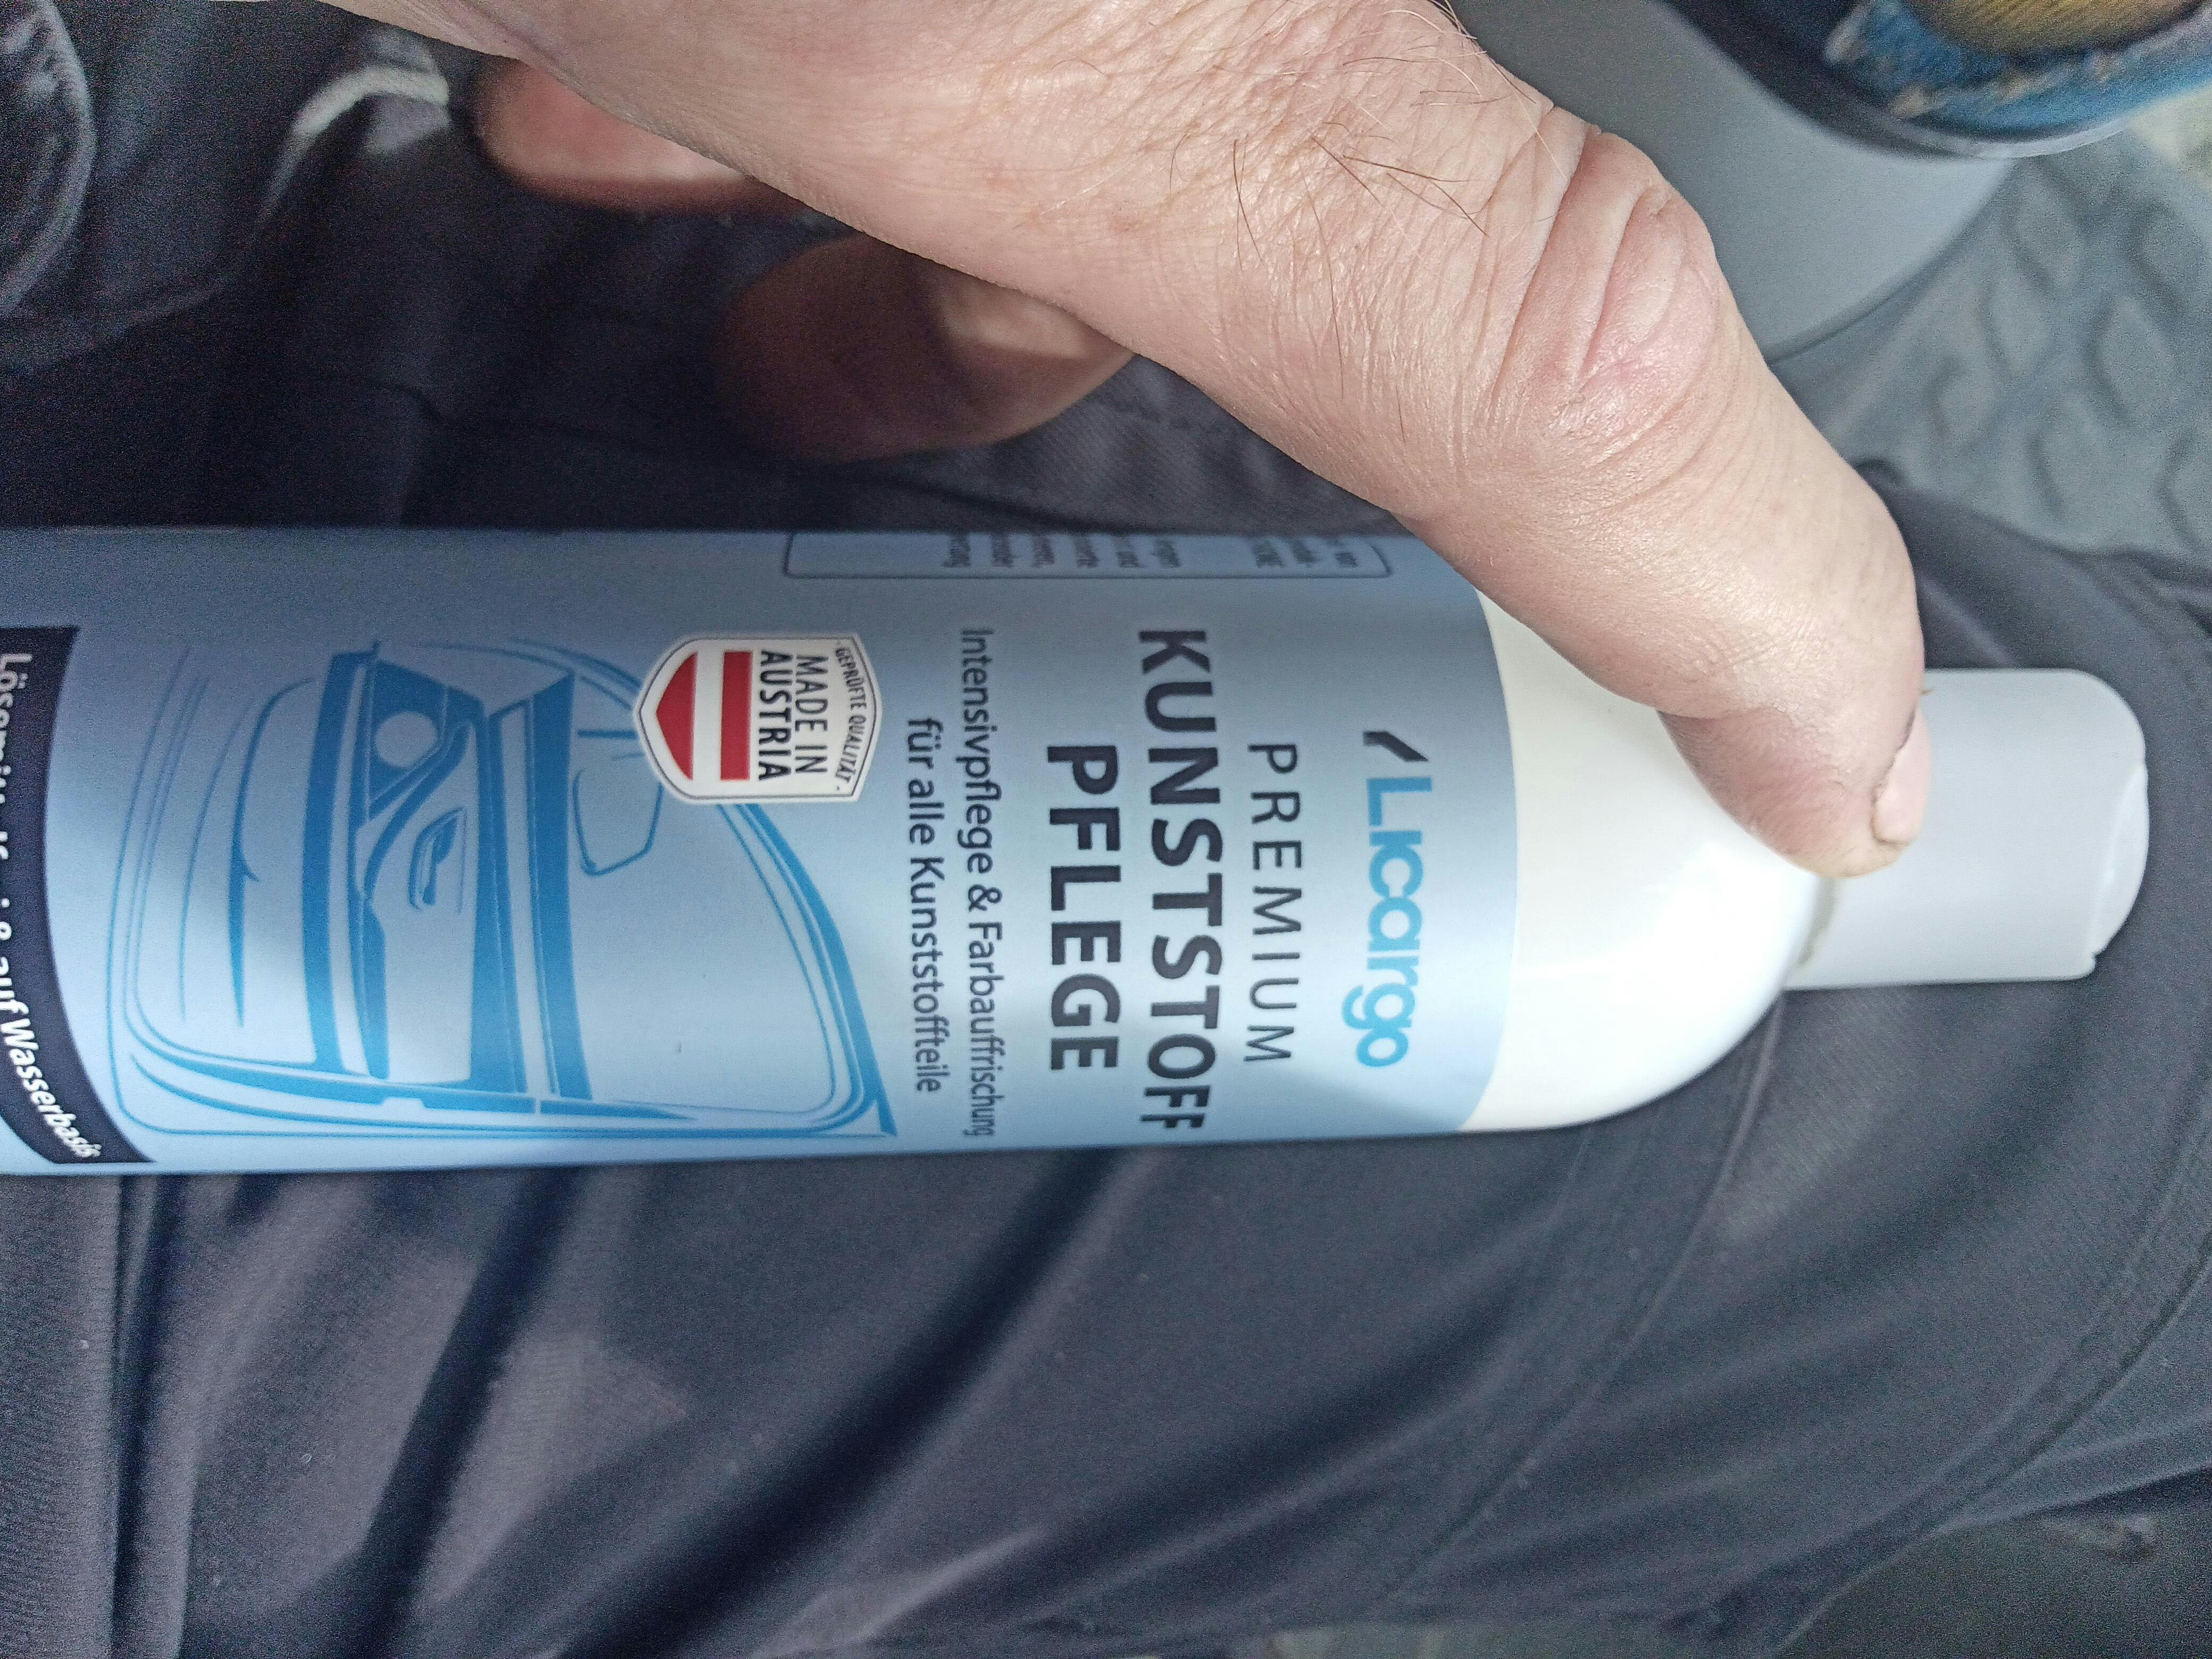 Licargo
PREMIUM
KUNSTSTOFF
PFLEGE
Intensivpflege & Farbauffrischung
für alle Kunststoffteile
GEPRÜFTE QUALITÄT
MADE IN
AUSTRIA
& auf Wasserbasis